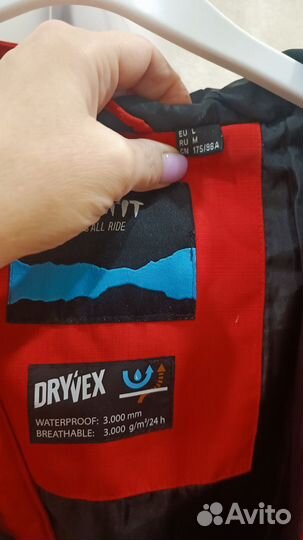 EU L
RU M
CN 175/96A
ALL RIDE
DRYVEX
WATERPROOF: 3.000 mm
BREATHABLE: 3.000 g/m²/24 h
Avito